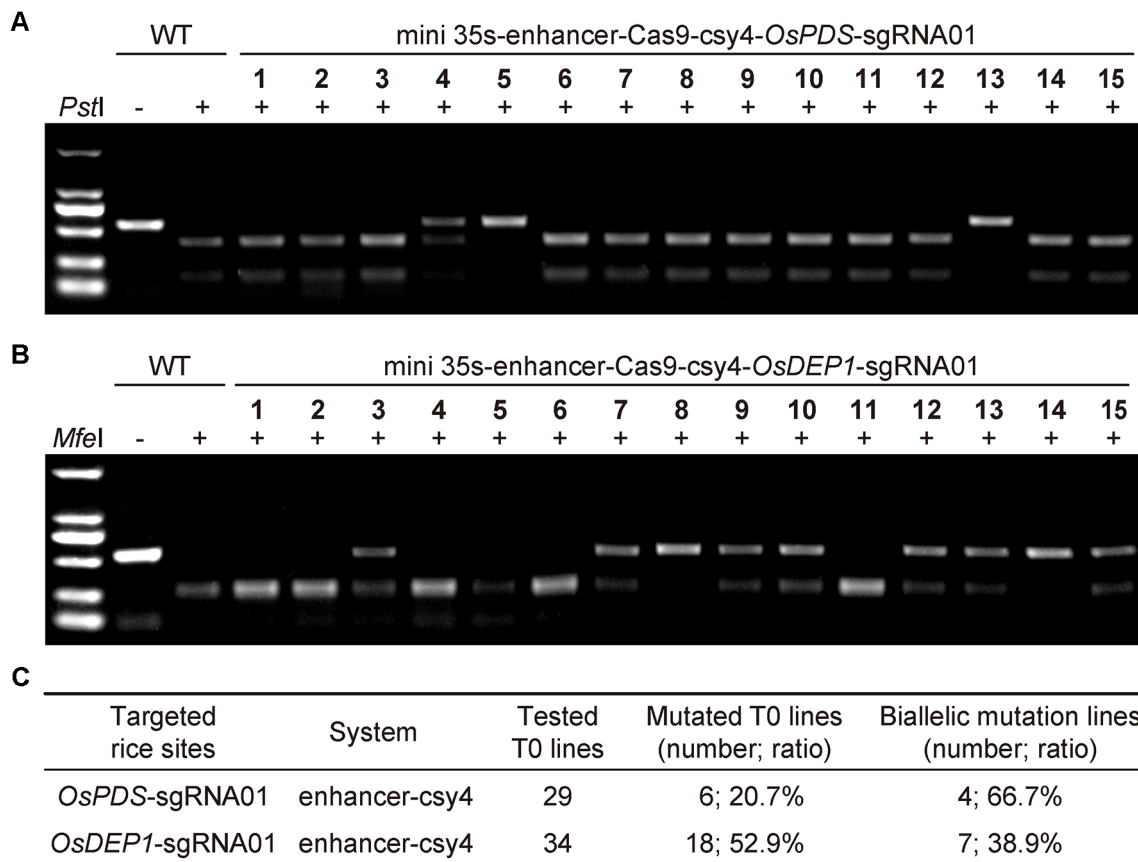 A
WT
mini 35s-enhancer-Cas9-csy4-OsPDS-sgRNA01
1 2 3 4 5 6 7 8 9 10 11 12 13 14 15
PstI - + + + + + + + + + + + + + + + +
B
WT
mini 35s-enhancer-Cas9-csy4-OsDEP1-sgRNA01
1 2 3 4 5 6 7 8 9 10 11 12 13 14 15
MfeI - + + + + + + + + + + + + + + + +
C
Targeted rice sites System Tested T0 lines Mutated T0 lines (number; ratio) Biallelic mutation lines (number; ratio)
OsPDS-sgRNA01 enhancer-csy4 29 6; 20.7% 4; 66.7%
OsDEP1-sgRNA01 enhancer-csy4 34 18; 52.9% 7; 38.9%